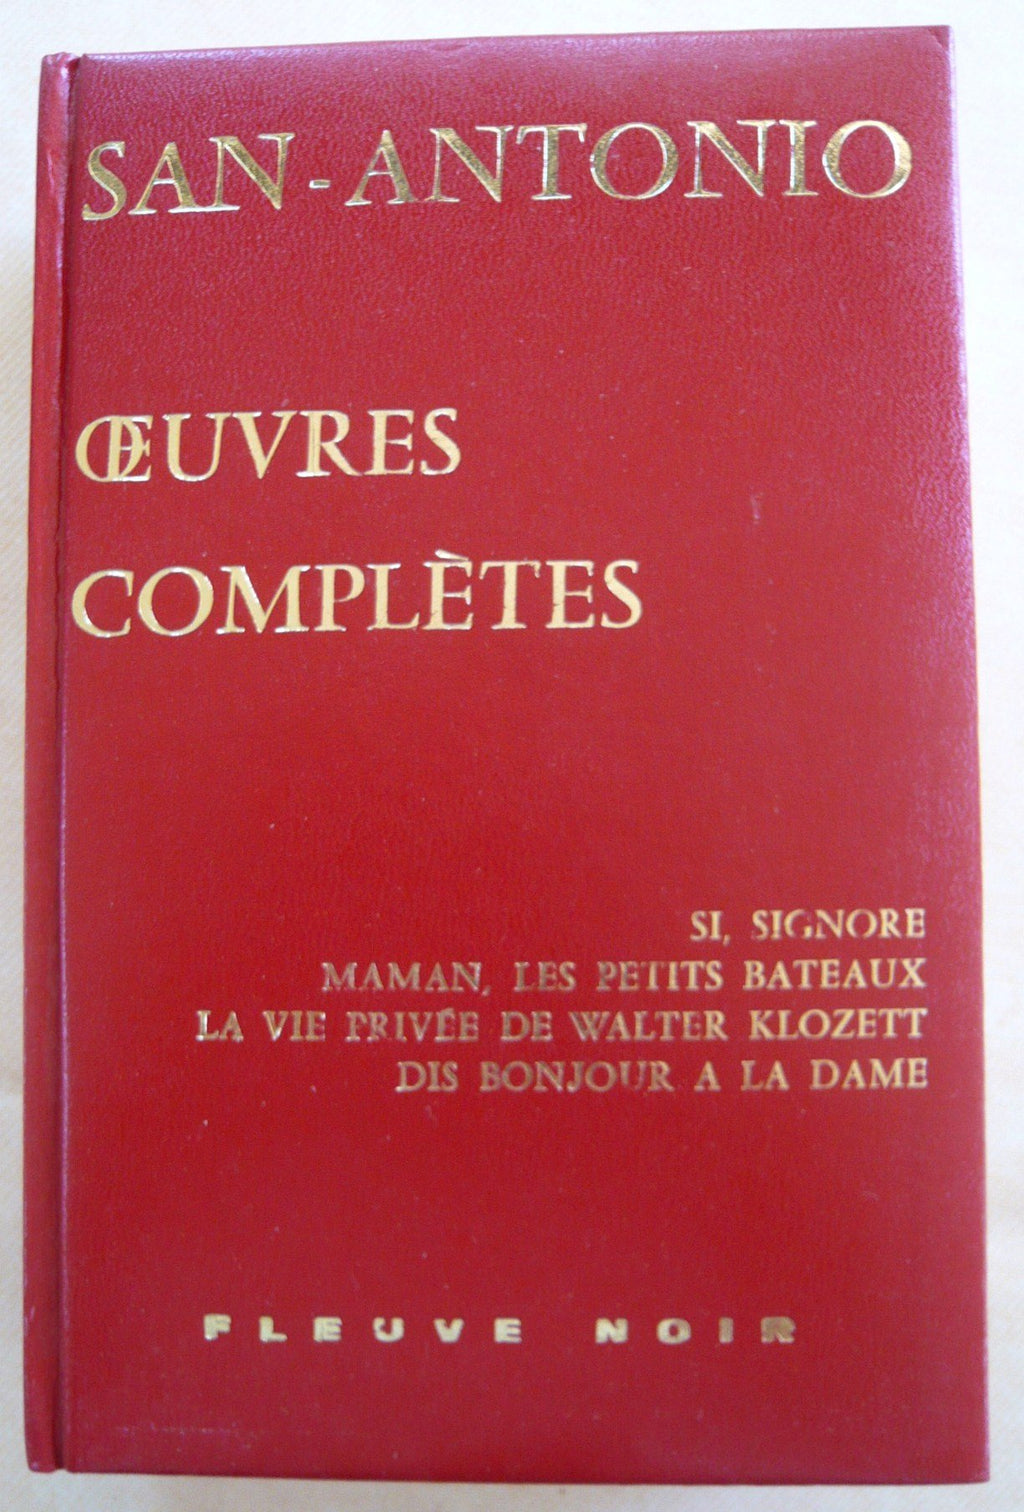 SAN-ANTONIO
ŒUVRES
COMPLÈTES
SI, SIGNORE
MAMAN, LES PETITS BATEAUX
LA VIE PRIVÉE DE WALTER KLOZETT
DIS BONJOUR A LA DAME
FLEUVE NOIR